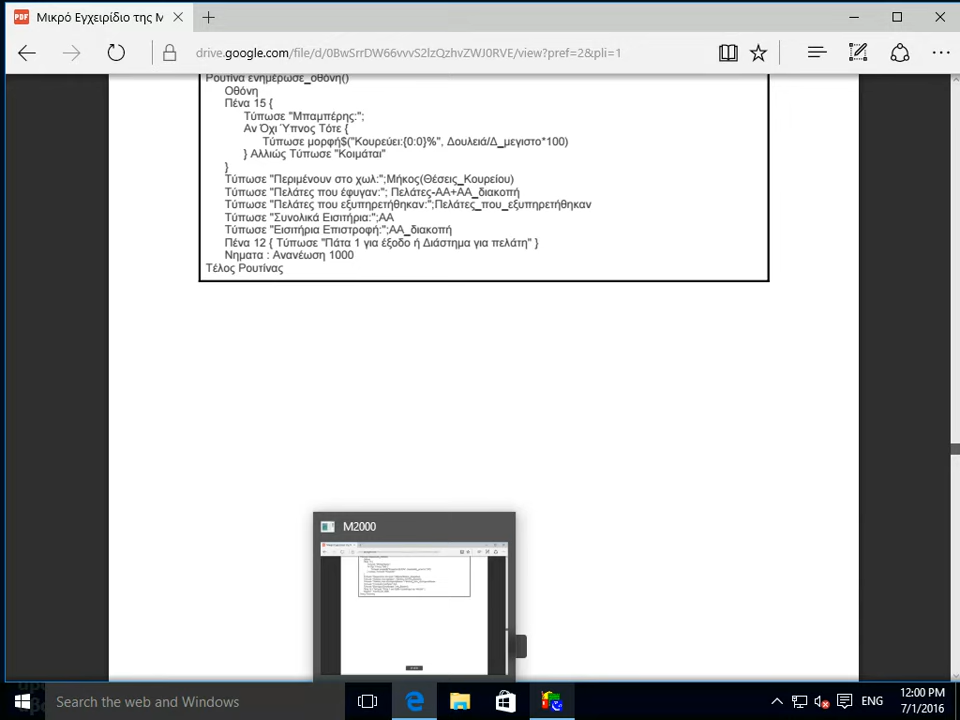 Μικρό Εγχειρίδιο της Μ
drive.google.com/file/d/0BwSrrDW66vvvS2lzQzhvZWJ0RVE/view?pref=2&pli=1
Ρουτίνα ενημέρωσε_οθόνη()
Οθόνη
Πένα 15 {
Τύπωσε "Μπαμπέρης:";
Αν Όχι Ύπνος Τότε {
Τύπωσε μορφή$("Κουρεύει:{0:0}%", Δουλειά/Δ_μεγιστο*100)
} Αλλιώς Τύπωσε "Κοιμάται"
}
Τύπωσε "Περιμένουν στο χωλ:";Μήκος(Θέσεις_Κουρείου)
Τύπωσε "Πελάτες που έφυγαν:"; Πελάτες-ΑΑ+ΑΑ_διακοπή
Τύπωσε "Πελάτες που εξυπηρετήθηκαν:";Πελάτες_που_εξυπηρετήθηκαν
Τύπωσε "Συνολικά Εισιτήρια:";ΑΑ
Τύπωσε "Εισιτήρια Επιστροφή:";ΑΑ_διακοπή
Πένα 12 { Τύπωσε "Πάτα 1 για έξοδο ή Διάστημα για πελάτη" }
Νηματα : Ανανέωση 1000
Τέλος Ρουτίνας
M2000
Search the web and Windows
ENG
12:00 PM
7/1/2016